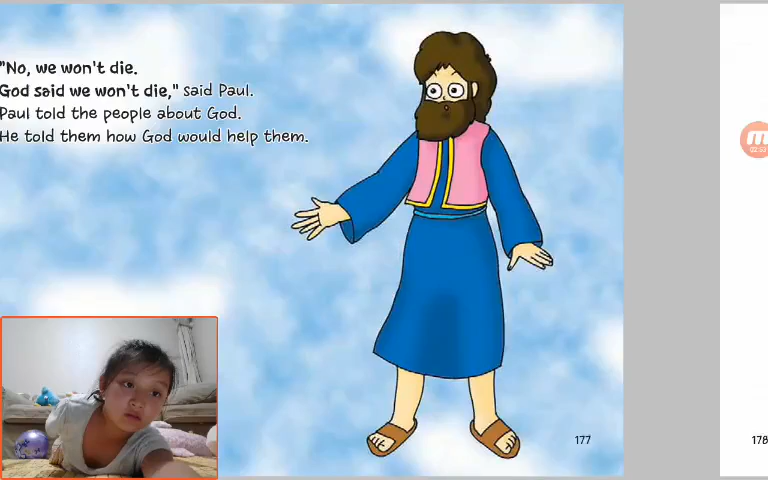 "No, we won't die.
God said we won't die," said Paul.
Paul told the people about God.
He told them how God would help them.
177
178